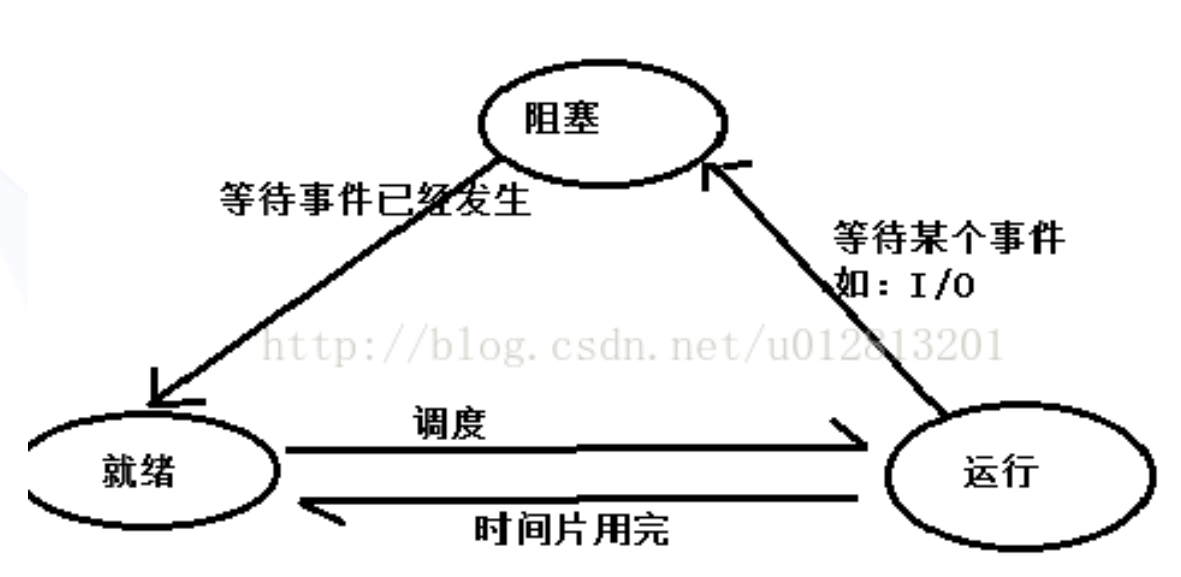 阻塞
等待事件已经发生
等待某个事件
如：I/O
http://blog.csdn.net/u012813201
调度
就绪
运行
时间片用完